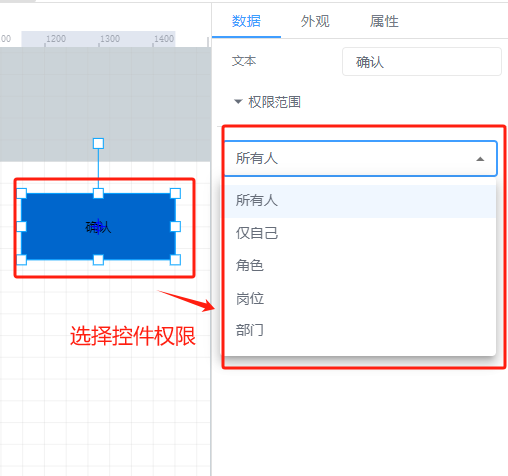 数据 外观 属性
00 1200 1300 1400
文本 确认
权限范围
所有人
所有人
仅自己
角色
岗位
部门
确认
选择控件权限